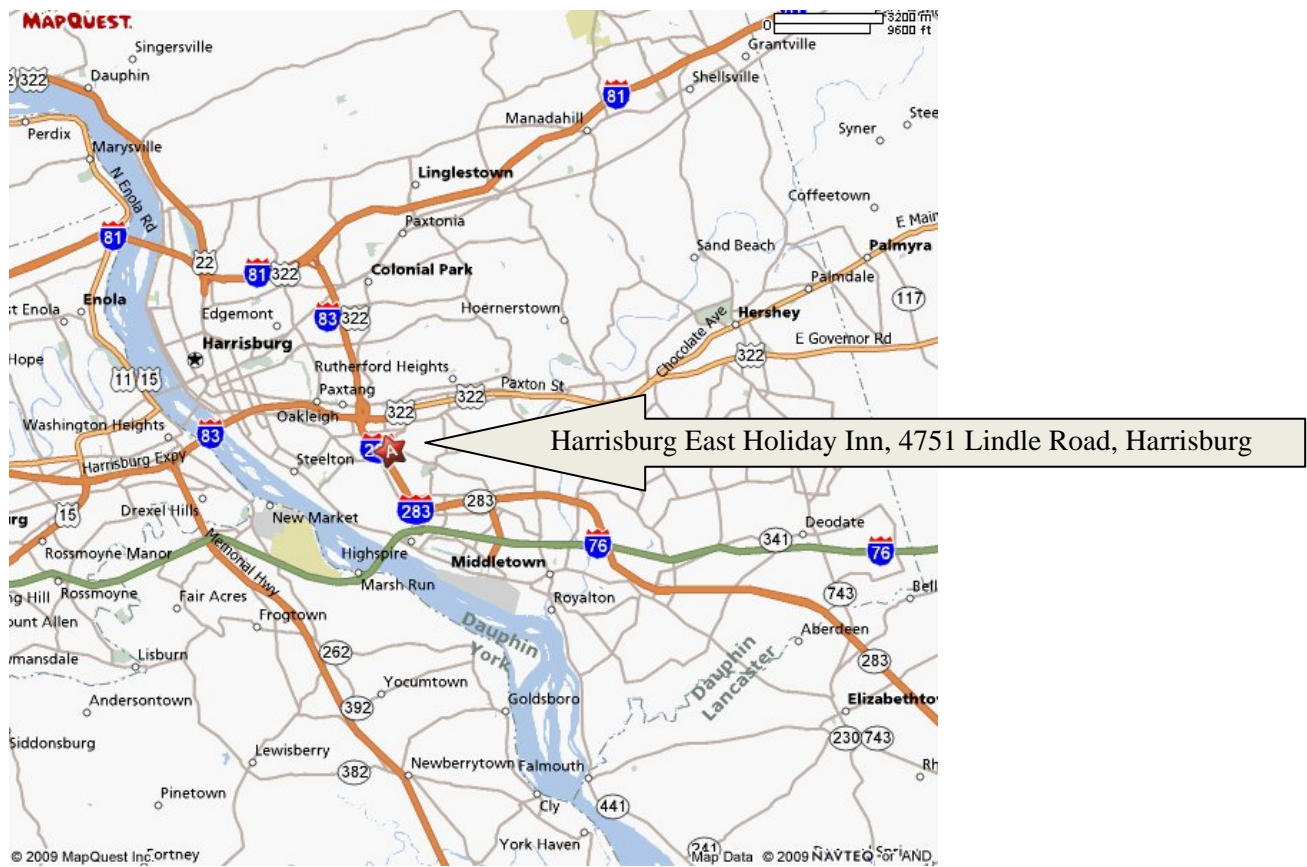 MAPQUEST.
0
3200 m
9600 ft
Grantville
Singersville
322
Dauphin
Shellsville
81
Manadahill
Perdix
Syner
Marysville
Linglestown
N Enola Rd
Coffeetown
Paxtonia
E Main
81
Sand Beach
Palmyra
22
81
322
Colonial Park
Palmdale
Enola
117
Hoernerstown
Edgemont
83
322
Hershey
Harrisburg
Chocolate Ave
E Governor Rd
Hope
Rutherford Heights
322
11
15
Paxtang
322
Paxton St
Oakleigh
322
Washington Heights
83
Harrisburg East Holiday Inn, 4751 Lindle Road, Harrisburg
A
Harrisburg Expy
Steelton
283
283
15
Drexel Hills
New Market
Deodate
341
76
76
Rossmoyne Manor
Highspire
Middletown
Memorial Hwy
Rossmoyne
Marsh Run
743
Fair Acres
Royalton
Frogtown
Dauphin
York
Aberdeen
262
Lisburn
283
Dauphin
Lancaster
Yocumtown
Andersontown
392
Goldsboro
Elizabethto
230
743
Siddonsburg
Lewisberry
382
Newberrytown
Falmouth
Pinetown
Cly
441
York Haven
241
© 2009 MapQuest Inc.
Map Data © 2009 NAVTEQ or AND